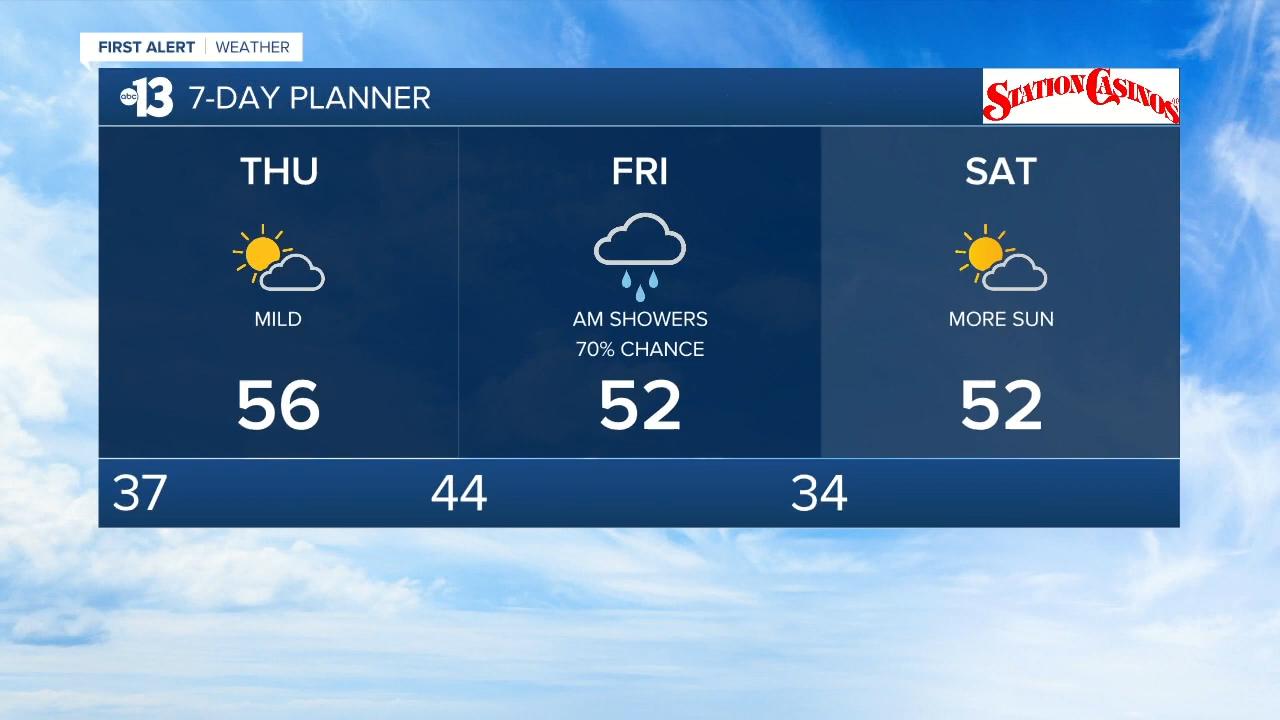 FIRST ALERT | WEATHER
abc 13 7-DAY PLANNER
STATION CASINOS
THU FRI SAT
MILD AM SHOWERS MORE SUN
70% CHANCE
56 52 52
37 44 34